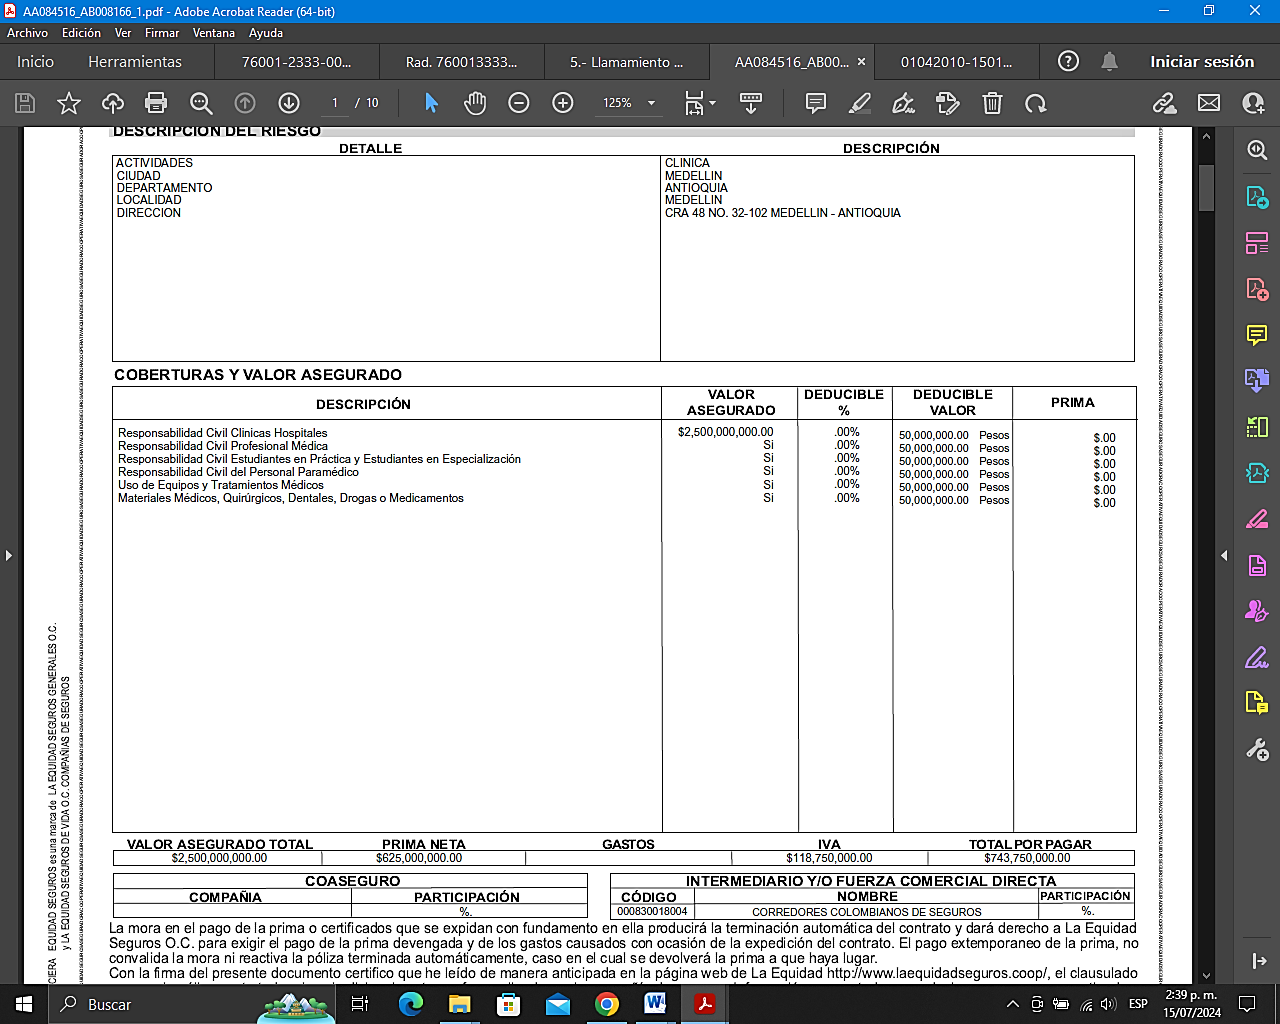 AA084516_AB008166_1.pdf - Adobe Acrobat Reader (64-bit)
Archivo Edición Ver Firmar Ventana Ayuda
Inicio Herramientas 76001-2333-00... Rad. 760013333... 5.- Llamamiento ... AA084516_AB00... × 01042010-1501... Iniciar sesión
1 / 10 125%
DESCRIPCIÓN DEL RIESGO
DETALLE DESCRIPCIÓN
ACTIVIDADES CLINICA
CIUDAD MEDELLIN
DEPARTAMENTO ANTIOQUIA
LOCALIDAD MEDELLIN
DIRECCION CRA 48 NO. 32-102 MEDELLIN - ANTIOQUIA
COBERTURAS Y VALOR ASEGURADO
DESCRIPCIÓN VALOR ASEGURADO DEDUCIBLE % DEDUCIBLE VALOR PRIMA
Responsabilidad Civil Clinicas Hospitales $2,500,000,000.00 .00% 50,000,000.00 Pesos $.00
Responsabilidad Civil Profesional Médica Si .00% 50,000,000.00 Pesos $.00
Responsabilidad Civil Estudiantes en Práctica y Estudiantes en Especialización Si .00% 50,000,000.00 Pesos $.00
Responsabilidad Civil del Personal Paramédico Si .00% 50,000,000.00 Pesos $.00
Uso de Equipos y Tratamientos Médicos Si .00% 50,000,000.00 Pesos $.00
Materiales Médicos, Quirúrgicos, Dentales, Drogas o Medicamentos Si .00% 50,000,000.00 Pesos $.00
VALOR ASEGURADO TOTAL PRIMA NETA GASTOS IVA TOTAL POR PAGAR
$2,500,000,000.00 $625,000,000.00 $118,750,000.00 $743,750,000.00
COASEGURO
COMPAÑÍA PARTICIPACIÓN
%.
INTERMEDIARIO Y/O FUERZA COMERCIAL DIRECTA
CÓDIGO NOMBRE PARTICIPACIÓN
000830018004 CORREDORES COLOMBIANOS DE SEGUROS %.
La mora en el pago de la prima o certificados que se expidan con fundamento en ella producirá la terminación automática del contrato y dará derecho a La Equidad
Seguros O.C. para exigir el pago de la prima devengada y de los gastos causados con ocasión de la expedición del contrato. El pago extemporaneo de la prima, no
convalida la mora ni reactiva la póliza terminada automáticamente, caso en el cual se devolverá la prima a que haya lugar.
Con la firma del presente documento certifico que he leído de manera anticipada en la página web de La Equidad http://www.laequidadseguros.coop/, el clausulado
CIERA EQUIDAD SEGUROS es una marca de LA EQUIDAD SEGUROS GENERALES O.C.
y LA EQUIDAD SEGUROS DE VIDA O.C. COMPAÑIAS DE SEGUROS
Buscar
ESP
2:39 p. m.
15/07/2024